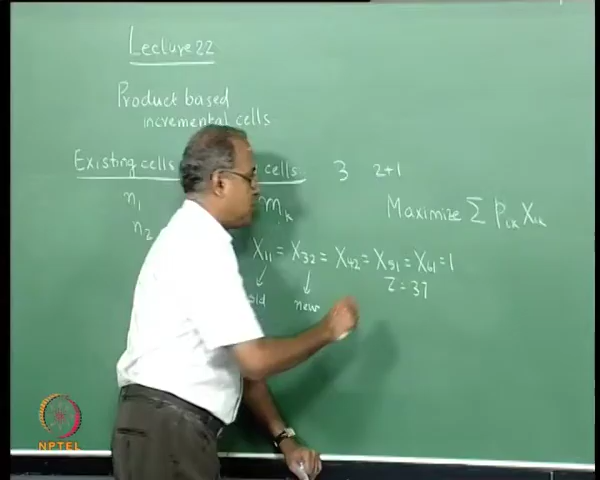 Lecture 22
Product based
incremental cells
Existing cells cells 3 2+1
n1 mk
n2
Maximize Σ Pik Xik
X11 = X32 = X42 = X51 = X61 = 1
old new
Z = 37
NPTEL